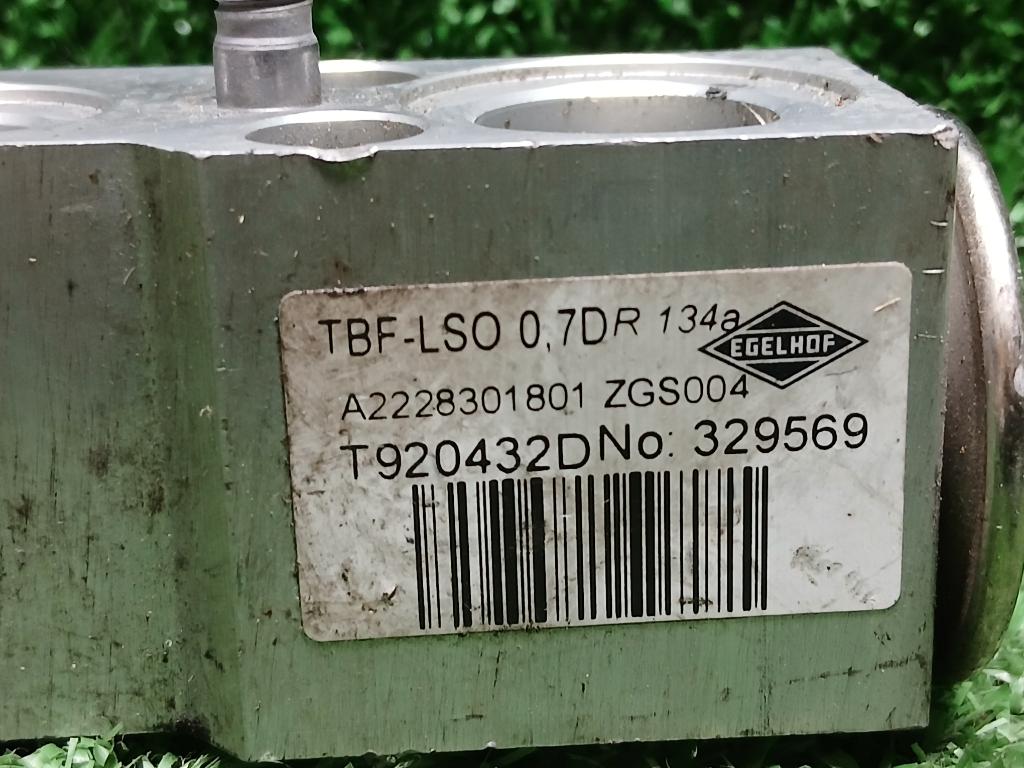 TBF-LSO 0,7DR 134a
EGELHOF
A2228301801 ZGS004
T920432DNo: 329569